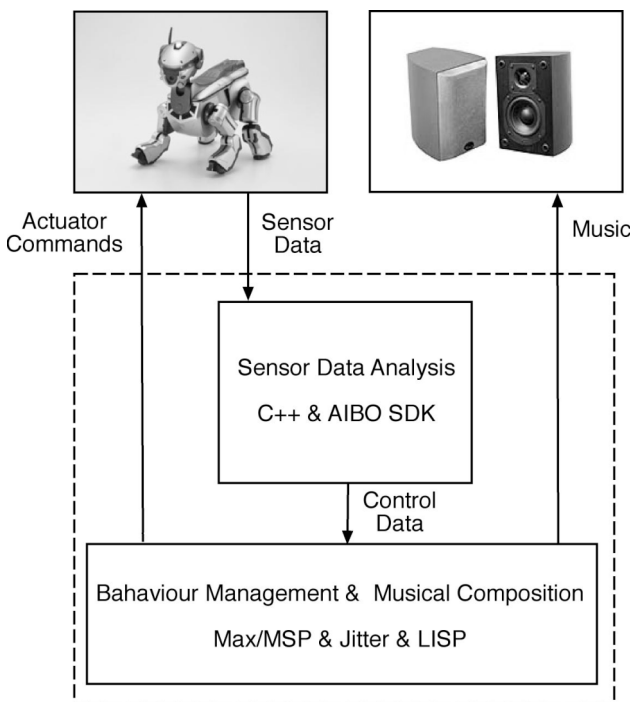 Actuator
Commands
Sensor
Data
Music
Sensor Data Analysis
C++ & AIBO SDK
Control
Data
Bahaviour Management & Musical Composition
Max/MSP & Jitter & LISP